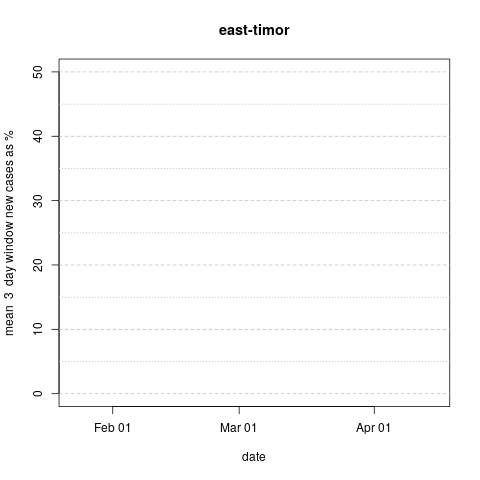 east-timor
mean 3 day window new cases as %
50
40
30
20
10
0
Feb 01
Mar 01
Apr 01
date